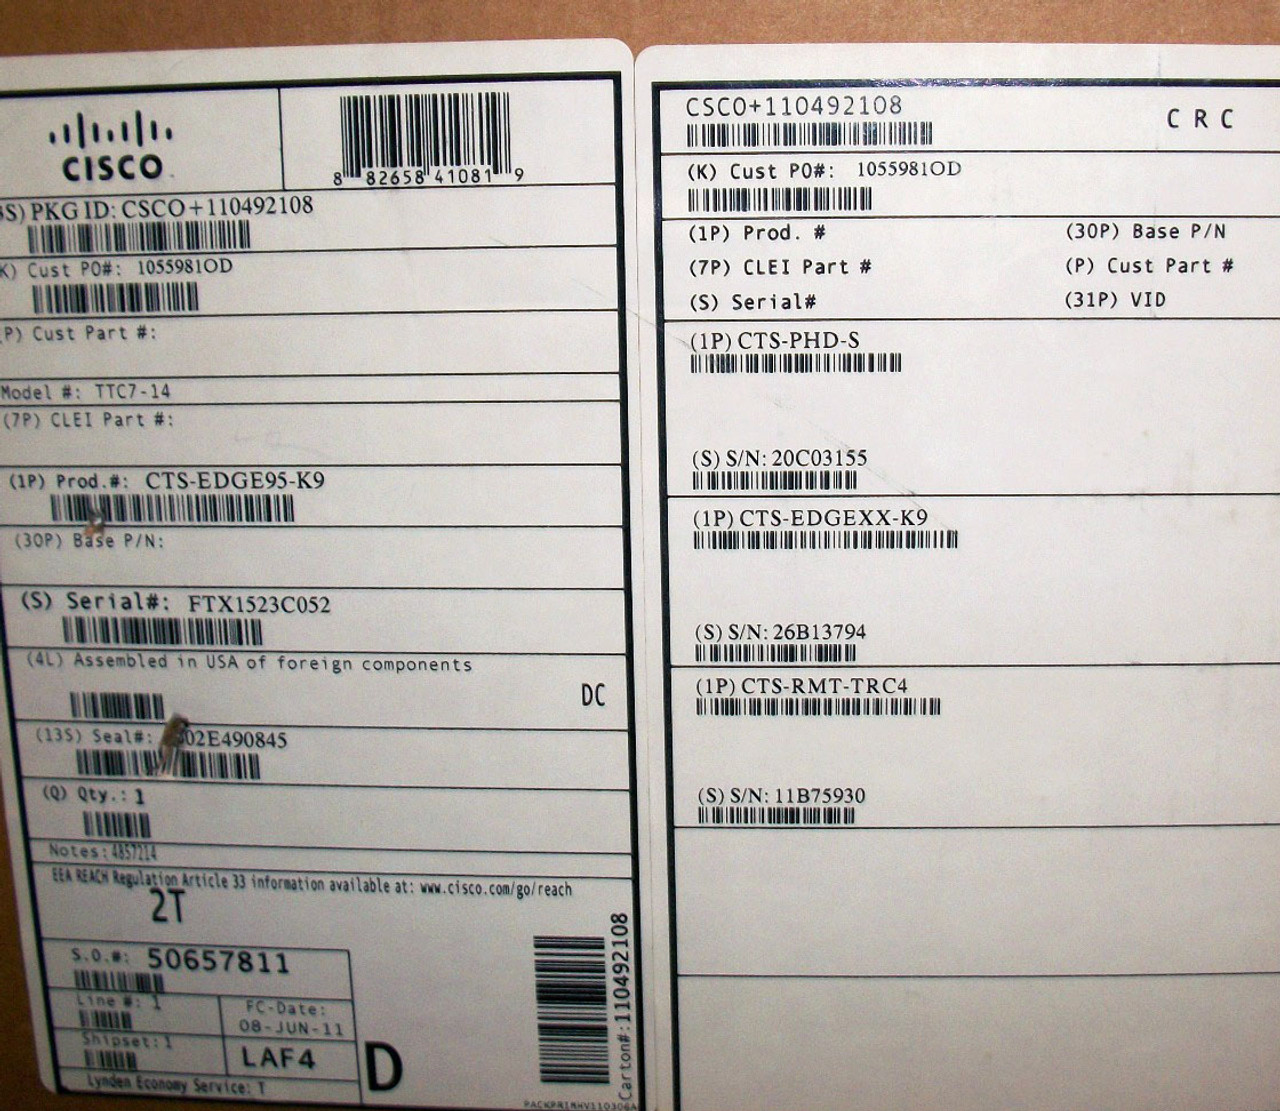 CISCO
8 82658 41081 9
S) PKG ID: CSCO+110492108
K) Cust PO#: 1055981OD
P) Cust Part #:
Model #: TTC7-14
(7P) CLEI Part #:
(1P) Prod.#: CTS-EDGE95-K9
(30P) Base P/N:
(S) Serial#: FTX1523C052
(4L) Assembled in USA of foreign components
DC
(13S) Seal#: 02E490845
(Q) Qty.: 1
Notes: 4857214
EEA REACH Regulation Article 33 information available at: www.cisco.com/go/reach
2T
S.O.#: 50657811
Line #: 1
FC-Date:
08-JUN-11
Shipset: 1
LAF4
D
Lynden Economy Service: T
Carton#:110492108
CSCO+110492108
C R C
(K) Cust PO#: 1055981OD
(1P) Prod. # (30P) Base P/N
(7P) CLEI Part # (P) Cust Part #
(S) Serial# (31P) VID
(1P) CTS-PHD-S
(S) S/N: 20C03155
(1P) CTS-EDGEXX-K9
(S) S/N: 26B13794
(1P) CTS-RMT-TRC4
(S) S/N: 11B75930